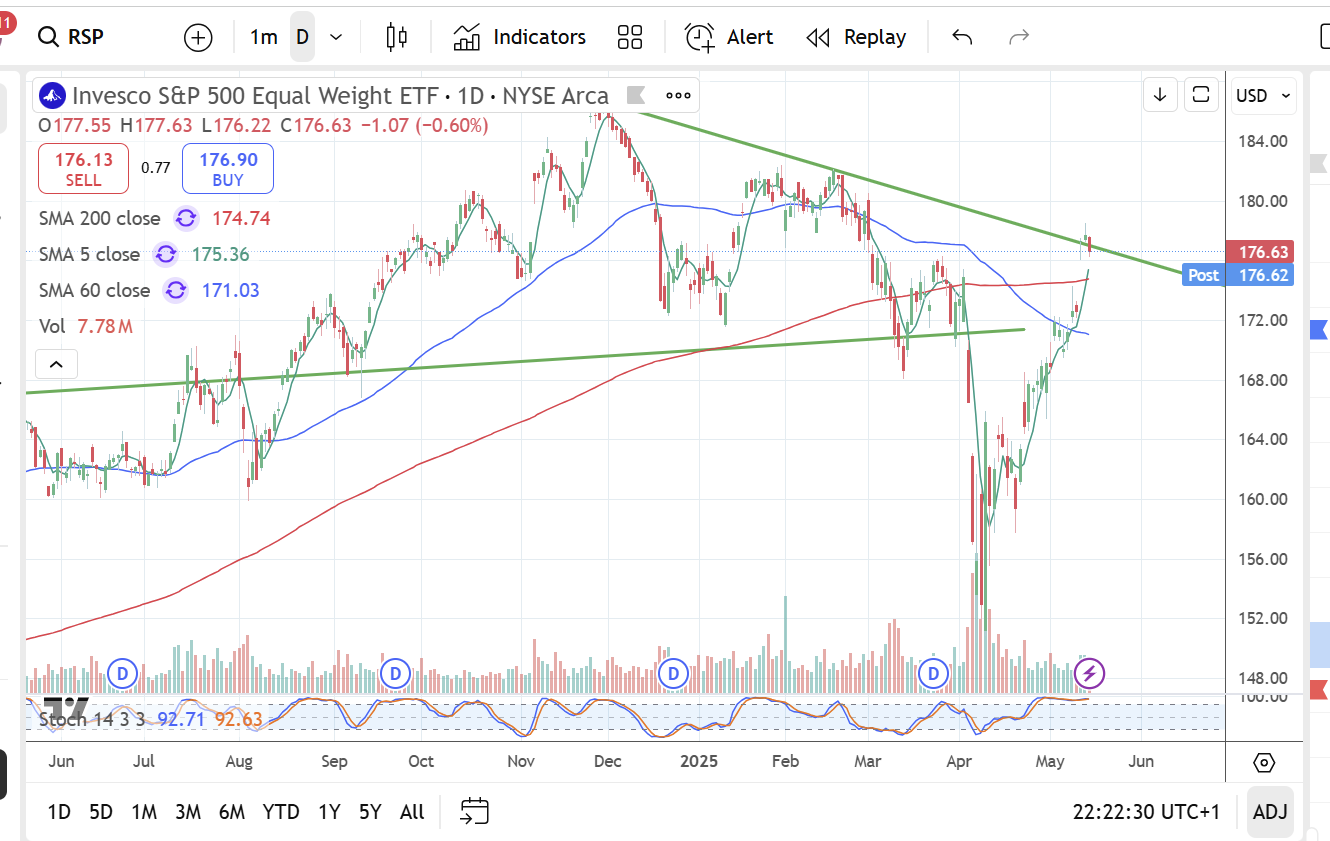 11
RSP
1m D
Indicators
Alert
Replay
Invesco S&P 500 Equal Weight ETF · 1D · NYSE Arca
USD
O177.55 H177.63 L176.22 C176.63 −1.07 (−0.60%)
176.13
SELL
0.77
176.90
BUY
SMA 200 close 174.74
SMA 5 close 175.36
SMA 60 close 171.03
Vol 7.78M
184.00
180.00
176.63
Post 176.62
172.00
168.00
164.00
160.00
156.00
152.00
148.00
D D D D
100.00
Stoch 14 3 3 92.71 92.63
Jun Jul Aug Sep Oct Nov Dec 2025 Feb Mar Apr May Jun
1D 5D 1M 3M 6M YTD 1Y 5Y All
22:22:30 UTC+1
ADJ